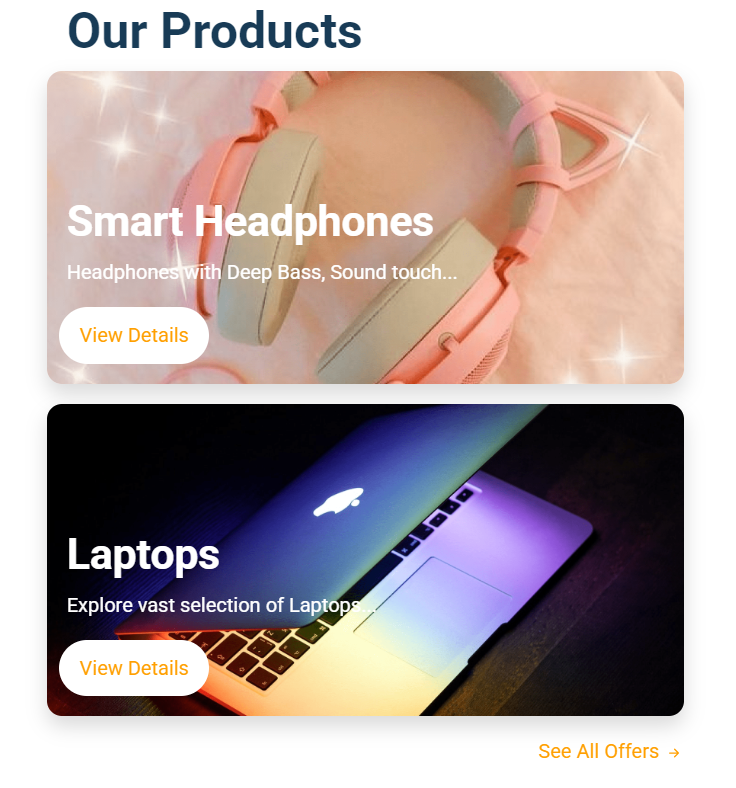 Our Products
Smart Headphones
Headphones with Deep Bass, Sound touch...
View Details
Laptops
Explore vast selection of Laptops...
View Details
See All Offers →